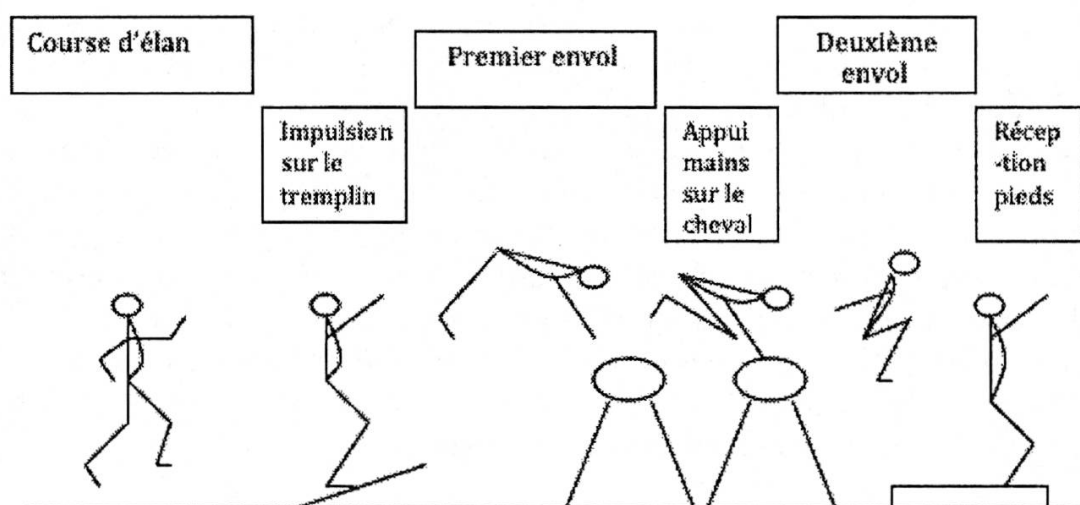 Course d'élan
Impulsion
sur le
tremplin
Premier envol
Appui
mains
sur le
cheval
Deuxième
envol
Récep
-tion
pieds